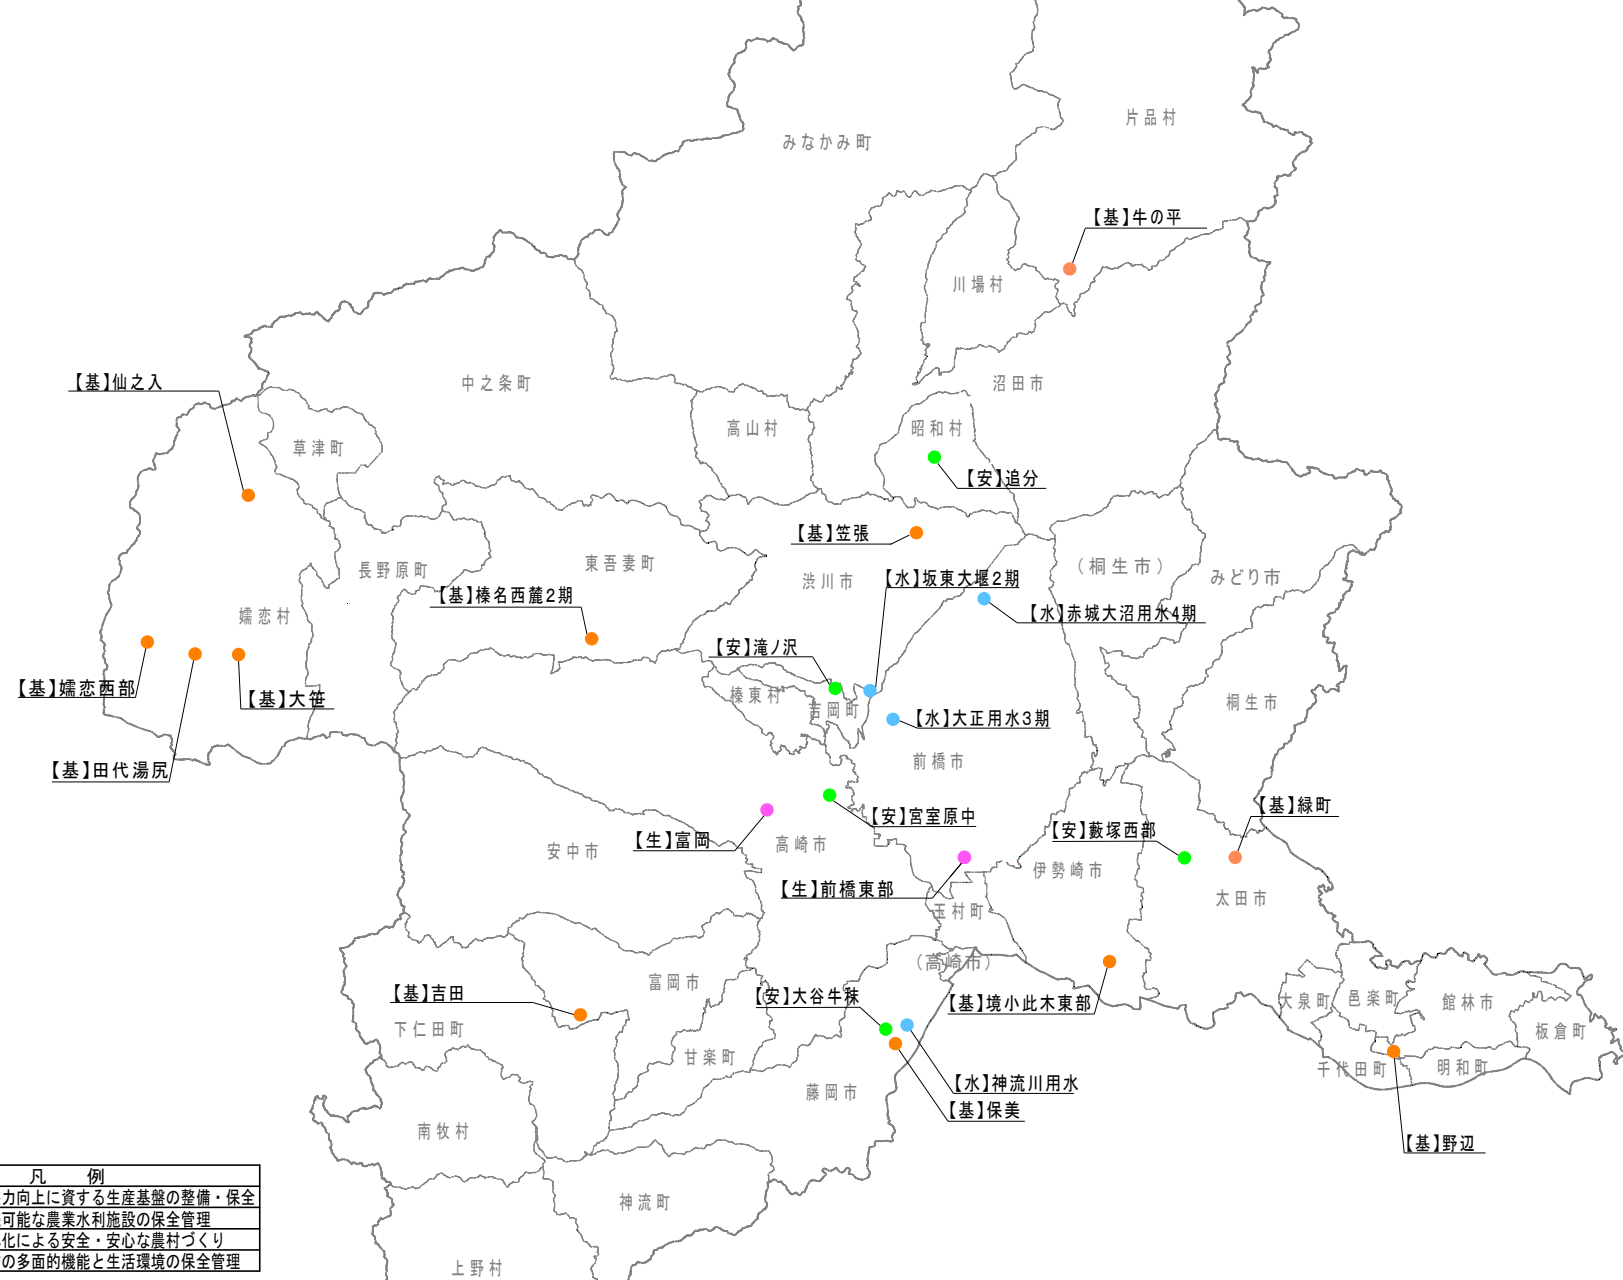 みなかみ町
片品村
【基】牛の平
川場村
【基】仙之入
中之条町
沼田市
草津町
高山村
昭和村
【安】追分
【基】笠張
長野原町
東吾妻町
渋川市
【水】坂東大堰2期
（桐生市）
みどり市
【基】榛名西麓2期
嬬恋村
【水】赤城大沼用水4期
【安】滝ノ沢
【基】嬬恋西部
【基】大笹
榛東村
吉岡町
【水】大正用水3期
桐生市
前橋市
【基】田代湯尻
【基】緑町
【安】宮室原中
【安】藪塚西部
【生】富岡
高崎市
安中市
伊勢崎市
【生】前橋東部
太田市
玉村町
（高崎市）
富岡市
【基】吉田
【安】大谷牛秣
【基】境小此木東部
大泉町
邑楽町
館林市
板倉町
下仁田町
甘楽町
千代田町
明和町
藤岡市
【水】神流川用水
【基】保美
南牧村
【基】野辺
神流町
上野村
凡 例
力向上に資する生産基盤の整備・保全
可能な農業水利施設の保全管理
化による安全・安心な農村づくり
の多面的機能と生活環境の保全管理